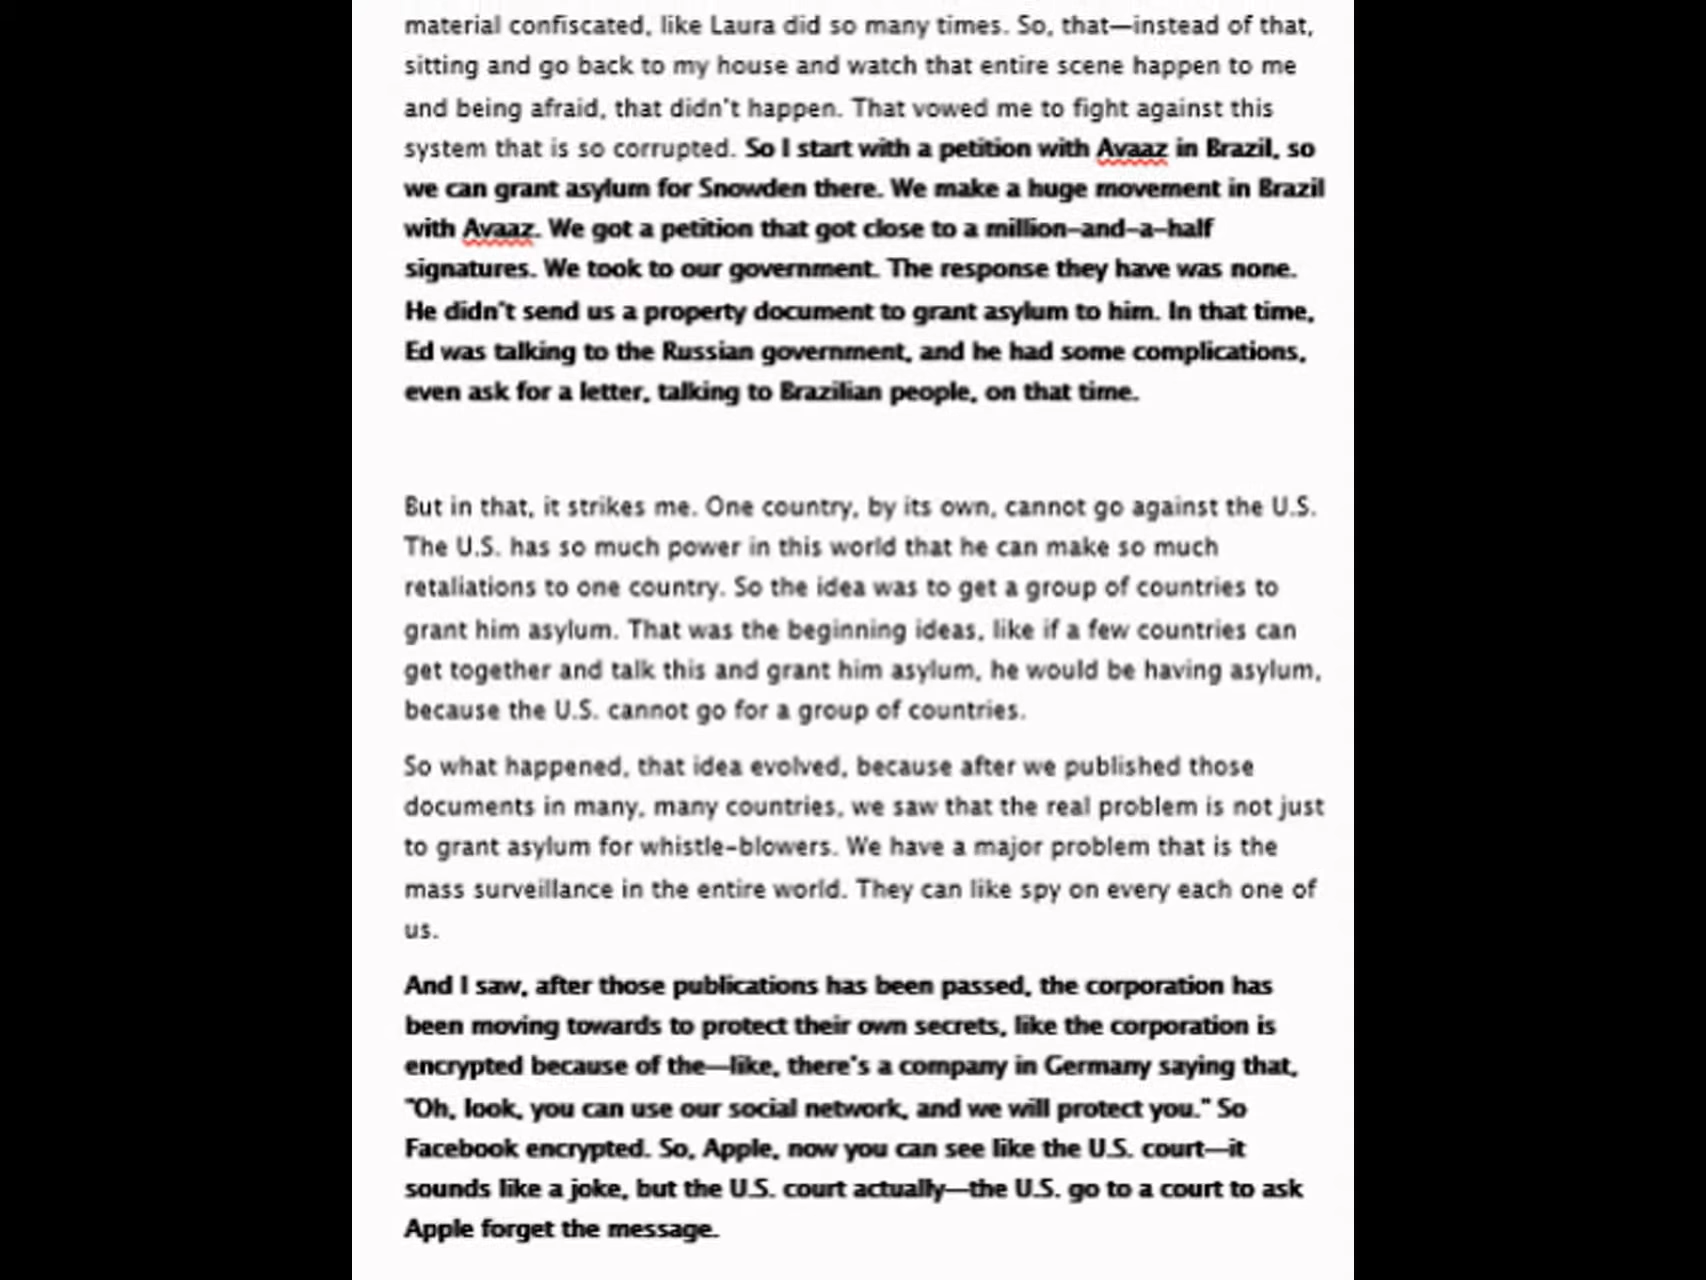 material confiscated, like Laura did so many times. So, that—instead of that,
sitting and go back to my house and watch that entire scene happen to me
and being afraid, that didn't happen. That vowed me to fight against this
system that is so corrupted. So I start with a petition with Avaaz in Brazil, so
we can grant asylum for Snowden there. We make a huge movement in Brazil
with Avaaz. We got a petition that got close to a million-and-a-half
signatures. We took to our government. The response they have was none.
He didn't send us a property document to grant asylum to him. In that time,
Ed was talking to the Russian government, and he had some complications,
even ask for a letter, talking to Brazilian people, on that time.
But in that, it strikes me. One country, by its own, cannot go against the U.S.
The U.S. has so much power in this world that he can make so much
retaliations to one country. So the idea was to get a group of countries to
grant him asylum. That was the beginning ideas, like if a few countries can
get together and talk this and grant him asylum, he would be having asylum,
because the U.S. cannot go for a group of countries.
So what happened, that idea evolved, because after we published those
documents in many, many countries, we saw that the real problem is not just
to grant asylum for whistle-blowers. We have a major problem that is the
mass surveillance in the entire world. They can like spy on every each one of
us.
And I saw, after those publications has been passed, the corporation has
been moving towards to protect their own secrets, like the corporation is
encrypted because of the—like, there's a company in Germany saying that,
"Oh, look, you can use our social network, and we will protect you." So
Facebook encrypted. So, Apple, now you can see like the U.S. court—it
sounds like a joke, but the U.S. court actually—the U.S. go to a court to ask
Apple forget the message.